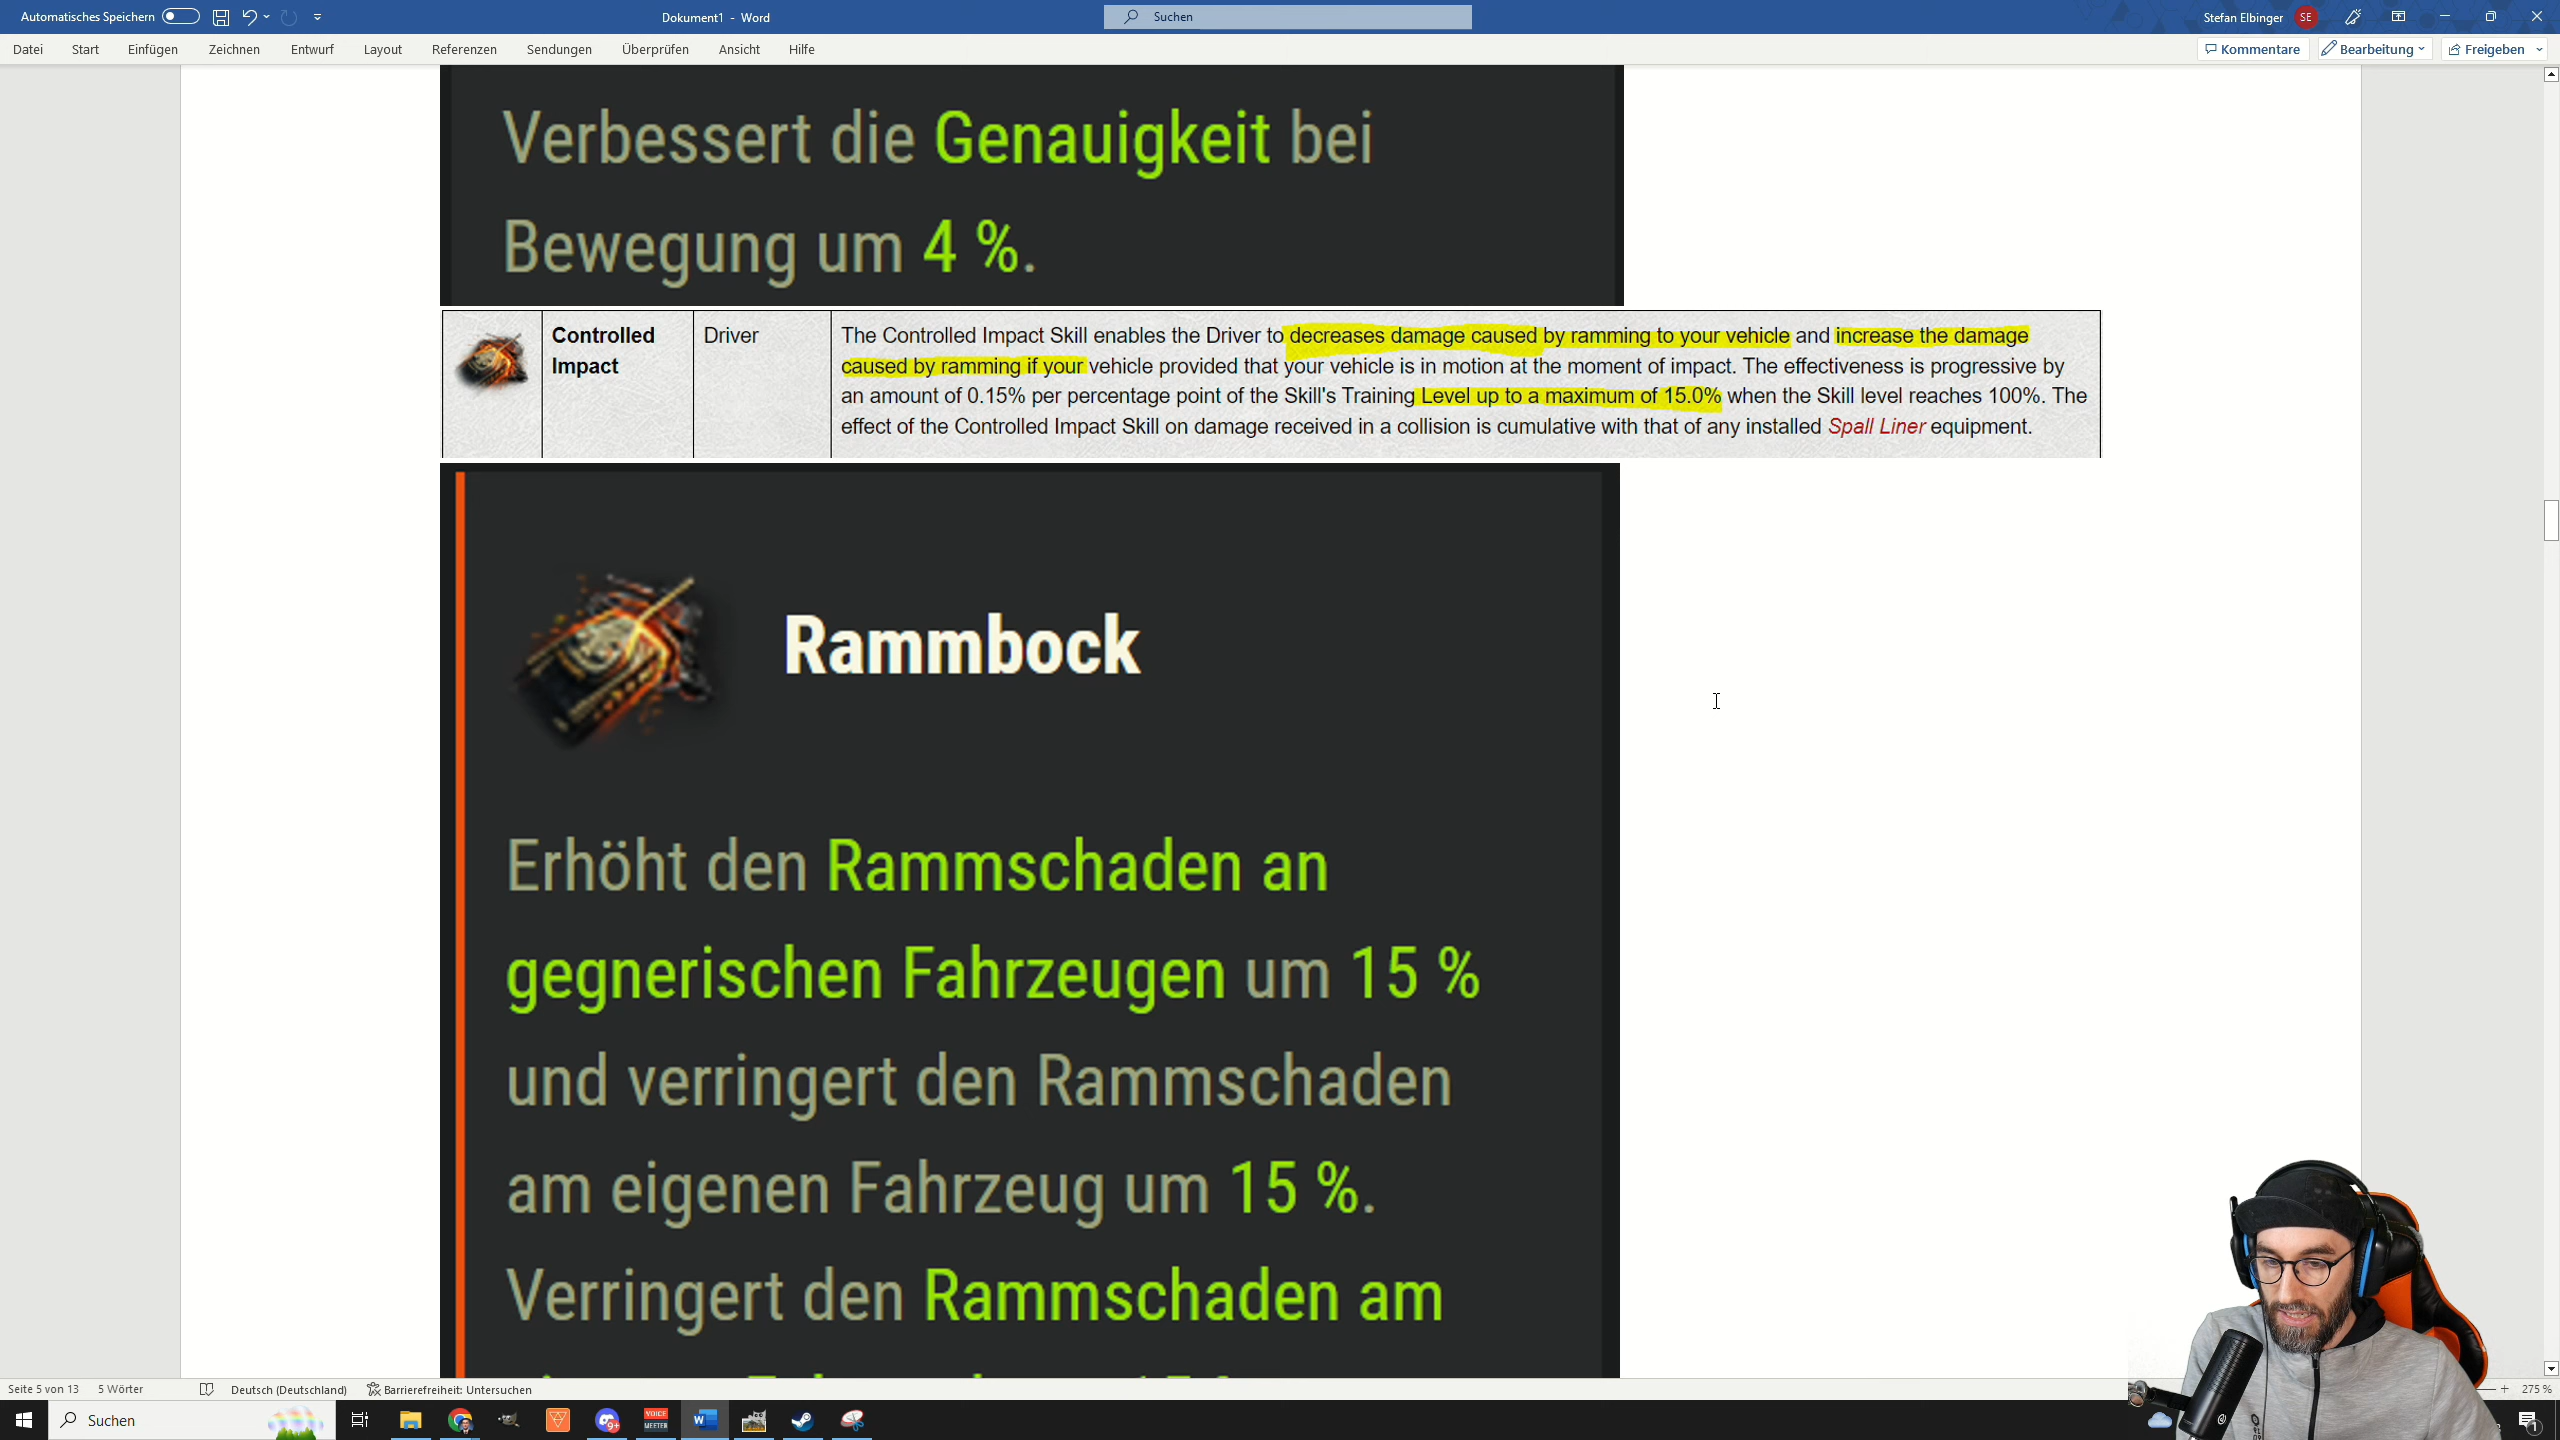 Automatisches Speichern
Dokument1 - Word
Suchen
Stefan Elbinger
SE
Datei Start Einfügen Zeichnen Entwurf Layout Referenzen Sendungen Überprüfen Ansicht Hilfe
Kommentare Bearbeitung Freigeben
Verbessert die Genauigkeit bei
Bewegung um 4 %.
Controlled
Impact
Driver
The Controlled Impact Skill enables the Driver to decreases damage caused by ramming to your vehicle and increase the damage
caused by ramming if your vehicle provided that your vehicle is in motion at the moment of impact. The effectiveness is progressive by
an amount of 0.15% per percentage point of the Skill's Training Level up to a maximum of 15.0% when the Skill level reaches 100%. The
effect of the Controlled Impact Skill on damage received in a collision is cumulative with that of any installed Spall Liner equipment.
Rammbock
Erhöht den Rammschaden an
gegnerischen Fahrzeugen um 15 %
und verringert den Rammschaden
am eigenen Fahrzeug um 15 %.
Verringert den Rammschaden am
Seite 5 von 13 5 Wörter Deutsch (Deutschland) Barrierefreiheit: Untersuchen
275 %
Suchen
9+
VOICE
MEETER
1